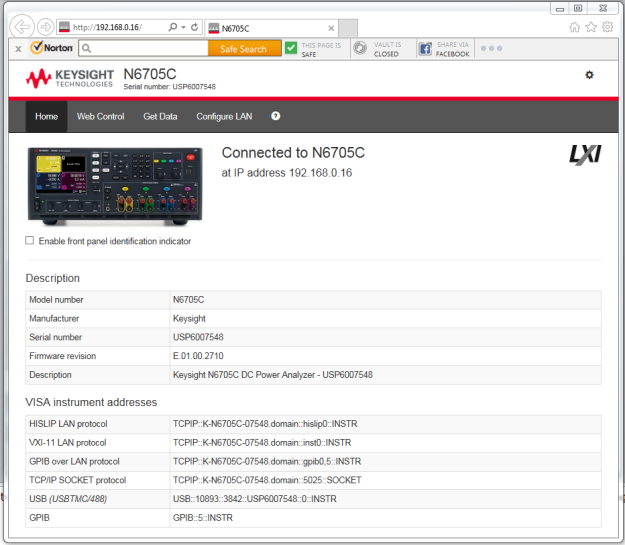 http://192.168.0.16/
N6705C
Norton
Safe Search
THIS PAGE IS
SAFE
VAULT IS
CLOSED
SHARE VIA
FACEBOOK
KEYSIGHT
TECHNOLOGIES
N6705C
Serial number: USP6007548
Home Web Control Get Data Configure LAN ?
Connected to N6705C
at IP address 192.168.0.16
LXI
Enable front panel identification indicator
Description
Model number N6705C
Manufacturer Keysight
Serial number USP6007548
Firmware revision E.01.00.2710
Description Keysight N6705C DC Power Analyzer - USP6007548
VISA instrument addresses
HISLIP LAN protocol TCPIP::K-N6705C-07548.domain::hislip0::INSTR
VXI-11 LAN protocol TCPIP::K-N6705C-07548.domain::inst0::INSTR
GPIB over LAN protocol TCPIP::K-N6705C-07548.domain::gpib0,5::INSTR
TCP/IP SOCKET protocol TCPIP::K-N6705C-07548.domain::5025::SOCKET
USB (USBTMC/488) USB::10893::3842::USP6007548::0::INSTR
GPIB GPIB::5::INSTR